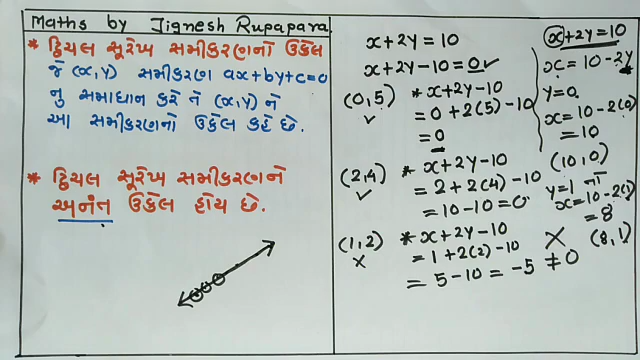 Maths by Jignesh Rupapara.
* દ્વિચલ સૂરેખ સમીકરણનો ઉકેલ
જે (x,y) સમીકરણ ax+by+c=0
નુ સમાધાન કરે તે (x,y) ને
આ સમીકરણનો ઉકેલ કહે છે.
* દ્વિચલ સૂરેખ સમીકરણને
અનંત ઉકેલ હોય છે.
x+2y=10
x+2y-10=0✓
(0,5) * x+2y-10
✓ = 0+2(5)-10
= 0
(2,4) * x+2y-10
✓ = 2+2(4)-10
= 10-10=0.
(1,2) * x+2y-10
× = 1+2(2)-10
= 5-10 = -5 ≠0
x+2y=10
x=10-2y
y=0
x=10-2(0)
=10
(10,0)
y=1 તો
x=10-2(1)
=8
× (8,1)